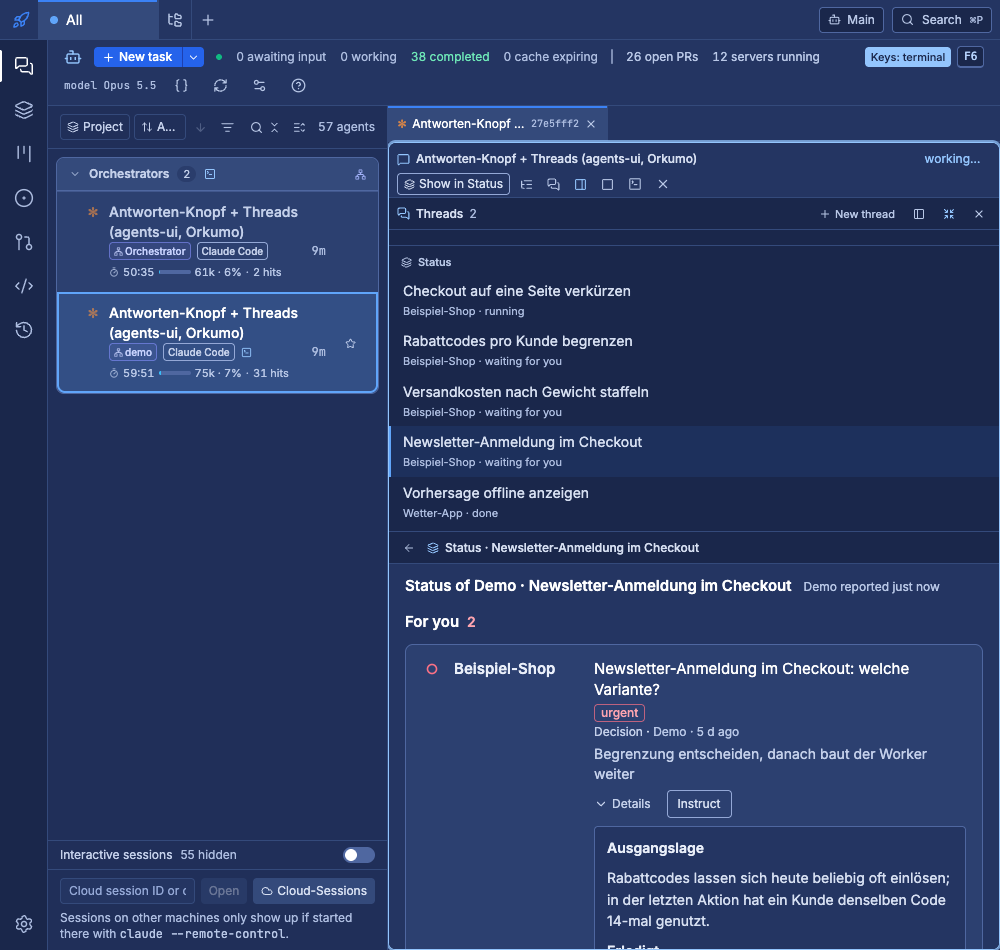 All
Main
Search ⌘P
+ New task
0 awaiting input
0 working
38 completed
0 cache expiring
26 open PRs
12 servers running
Keys: terminal
F6
model Opus 5.5
{}
Project
A...
57 agents
Antworten-Knopf ... 27e5fff2
Orchestrators 2
Antworten-Knopf + Threads
(agents-ui, Orkumo)
Orchestrator
Claude Code
9m
50:35
61k · 6% · 2 hits
Antworten-Knopf + Threads
(agents-ui, Orkumo)
demo
Claude Code
9m
59:51
75k · 7% · 31 hits
Interactive sessions 55 hidden
Cloud session ID or c
Open
Cloud-Sessions
Sessions on other machines only show up if started
there with claude --remote-control.
Antworten-Knopf + Threads (agents-ui, Orkumo)
working...
Show in Status
Threads 2
+ New thread
Status
Checkout auf eine Seite verkürzen
Beispiel-Shop · running
Rabattcodes pro Kunde begrenzen
Beispiel-Shop · waiting for you
Versandkosten nach Gewicht staffeln
Beispiel-Shop · waiting for you
Newsletter-Anmeldung im Checkout
Beispiel-Shop · waiting for you
Vorhersage offline anzeigen
Wetter-App · done
Status · Newsletter-Anmeldung im Checkout
Status of Demo · Newsletter-Anmeldung im Checkout
Demo reported just now
For you 2
Beispiel-Shop
Newsletter-Anmeldung im Checkout: welche
Variante?
urgent
Decision · Demo · 5 d ago
Begrenzung entscheiden, danach baut der Worker
weiter
Details
Instruct
Ausgangslage
Rabattcodes lassen sich heute beliebig oft einlösen;
in der letzten Aktion hat ein Kunde denselben Code
14-mal genutzt.
Erledigt